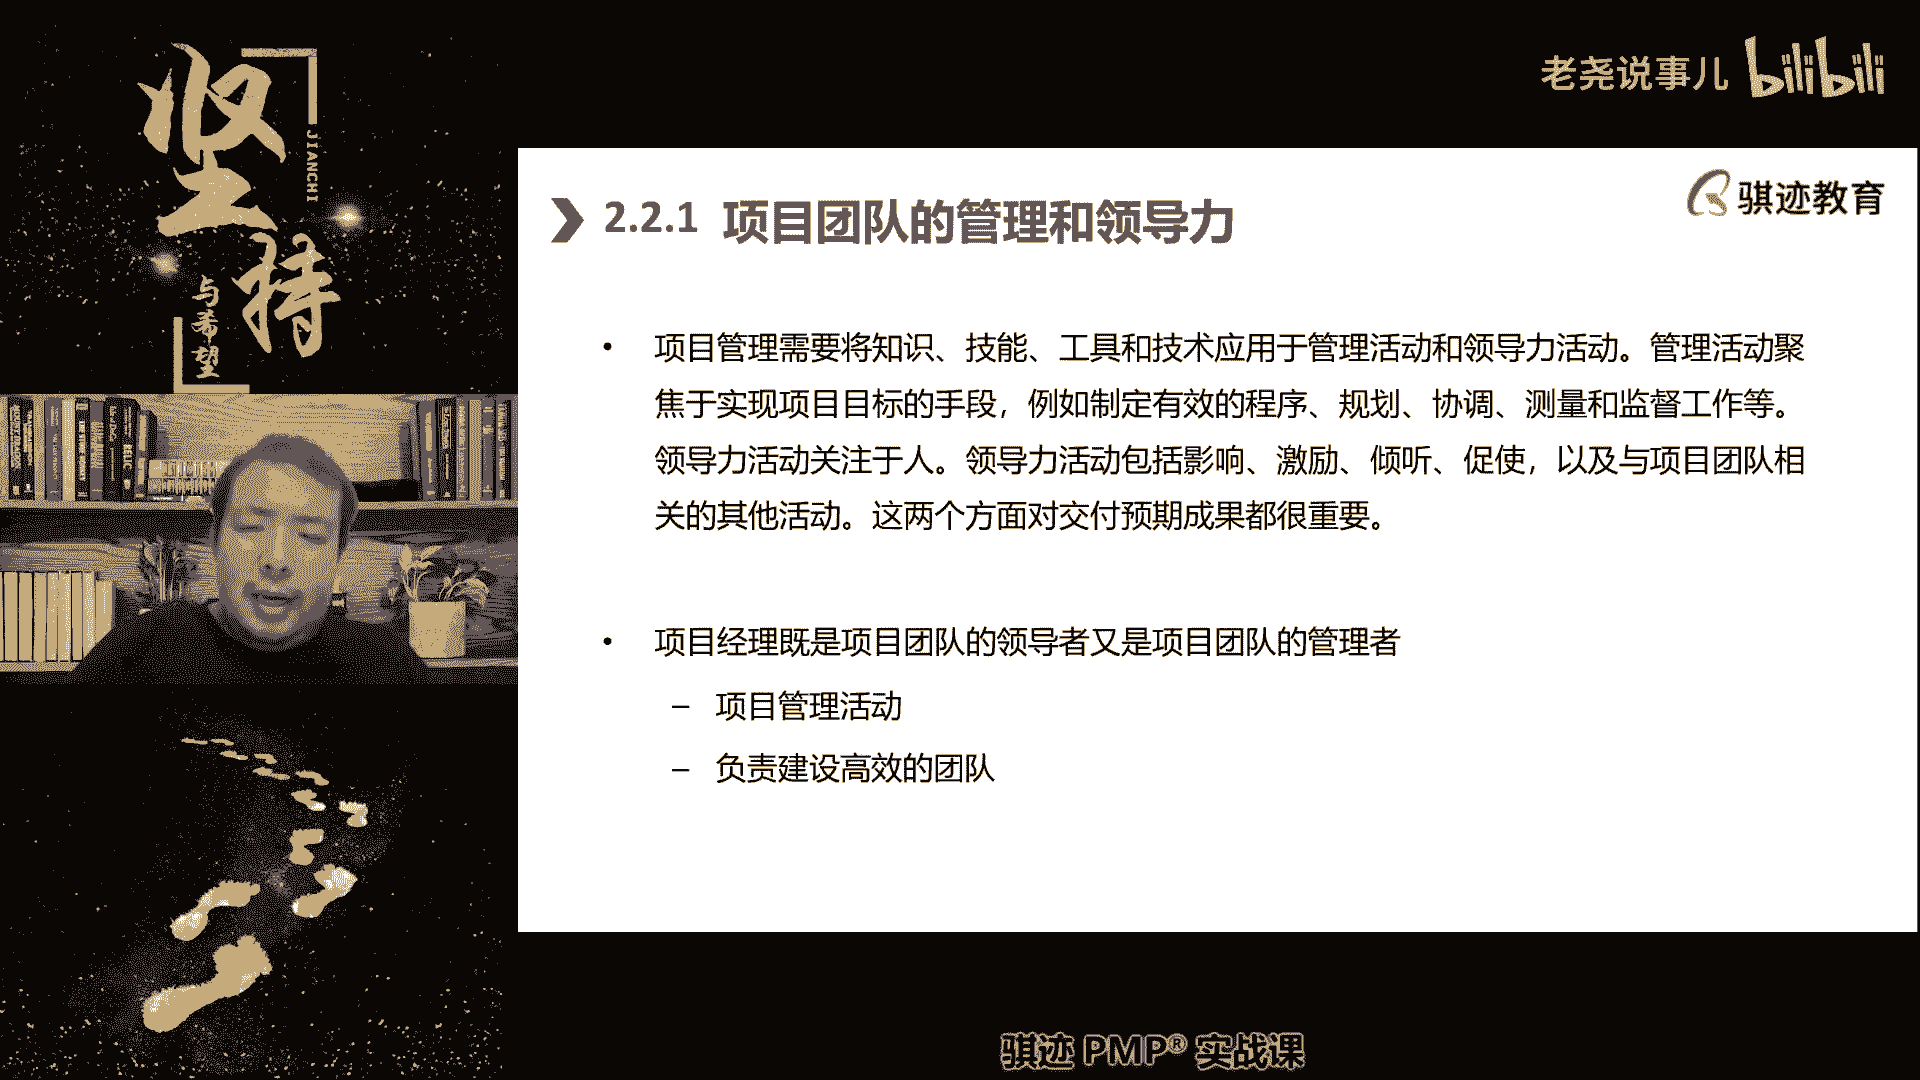 坚持
JIANCHI
与希望
老尧说事儿 bilibili
骐迹教育
2.2.1 项目团队的管理和领导力
• 项目管理需要将知识、技能、工具和技术应用于管理活动和领导力活动。管理活动聚
焦于实现项目目标的手段，例如制定有效的程序、规划、协调、测量和监督工作等。
领导力活动关注于人。领导力活动包括影响、激励、倾听、促使，以及与项目团队相
关的其他活动。这两个方面对交付预期成果都很重要。
• 项目经理既是项目团队的领导者又是项目团队的管理者
– 项目管理活动
– 负责建设高效的团队
骐迹 PMP® 实战课